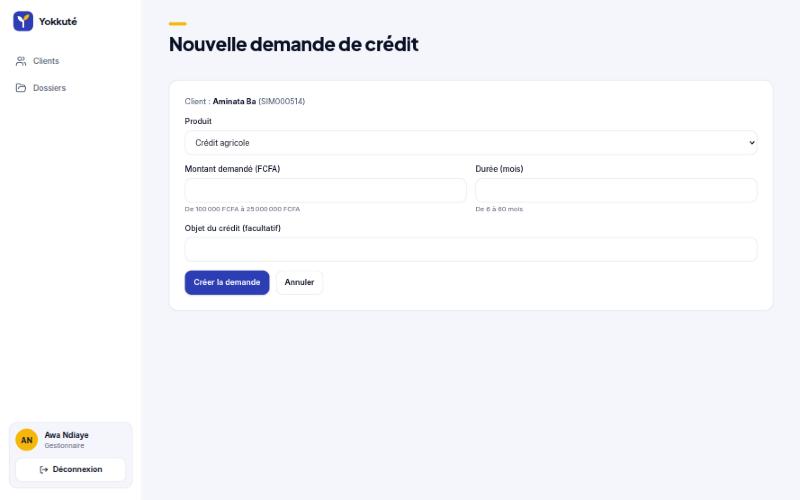 Yokkuté
Clients
Dossiers
Nouvelle demande de crédit
Client : Aminata Ba (SIM000514)
Produit
Crédit agricole
Montant demandé (FCFA)
Durée (mois)
De 100 000 FCFA à 25 000 000 FCFA
De 6 à 60 mois
Objet du crédit (facultatif)
Créer la demande
Annuler
AN
Awa Ndiaye
Gestionnaire
Déconnexion